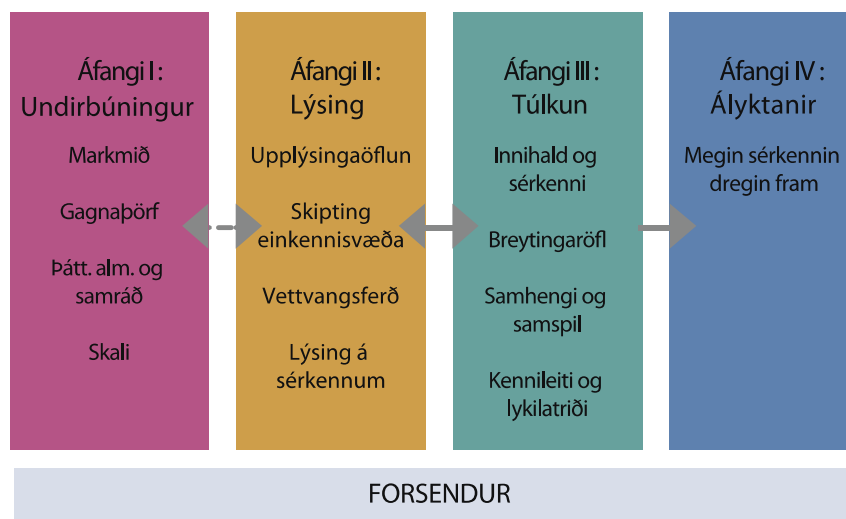 Áfangi I :
Undirbúningur
Markmið
Gagnaþörf
Þátt. alm. og
samráð
Skali
Áfangi II :
Lýsing
Upplýsingaöflun
Skipting
einkennisvæða
Vettvangsferð
Lýsing á
sérkennum
Áfangi III :
Túlkun
Innihald og
sérkenni
Breytingaröfl
Samhengi og
samspil
Kennileiti og
lykilatriði
Áfangi IV :
Ályktanir
Megin sérkennin
dregin fram
FORSENDUR